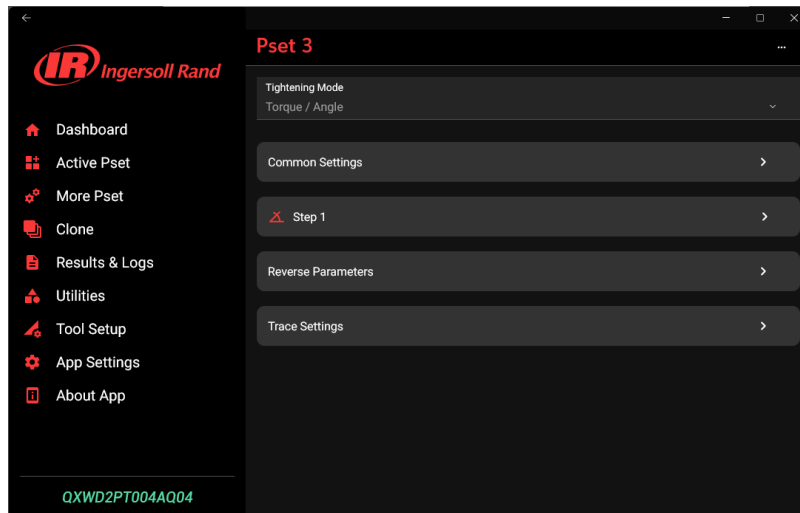 Pset 3
IR Ingersoll Rand
Tightening Mode
Torque / Angle
Dashboard
Active Pset
More Pset
Clone
Results & Logs
Utilities
Tool Setup
App Settings
About App
Common Settings
Step 1
Reverse Parameters
Trace Settings
QXWD2PT004AQ04